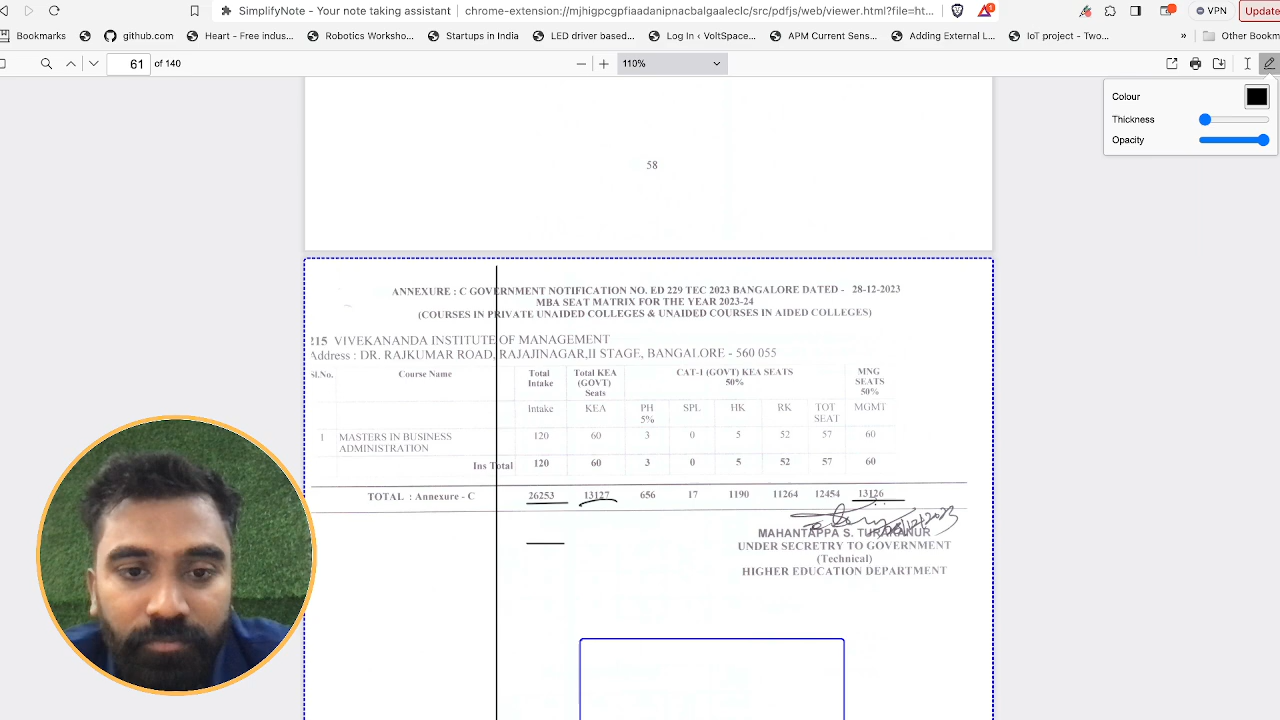 SimplifyNote - Your note taking assistant | chrome-extension://mjhigpcgpfiaadanipnacbalgaaleclc/src/pdfjs/web/viewer.html?file=ht... 1 VPN Update
Bookmarks github.com Heart – Free indus... Robotics Worksho... Startups in India LED driver based... Log In ‹ VoltSpace... APM Current Sens... Adding External L... IoT project - Two... » Other Bookm
61 of 140 110%
Colour
Thickness
Opacity
58
ANNEXURE : C GOVERNMENT NOTIFICATION NO. ED 229 TEC 2023 BANGALORE DATED - 28-12-2023
MBA SEAT MATRIX FOR THE YEAR 2023-24
(COURSES IN PRIVATE UNAIDED COLLEGES & UNAIDED COURSES IN AIDED COLLEGES)
215 VIVEKANANDA INSTITUTE OF MANAGEMENT
Address : DR. RAJKUMAR ROAD, RAJAJINAGAR,II STAGE, BANGALORE - 560 055
Sl.No. Course Name Total Intake Total KEA (GOVT) Seats CAT-I (GOVT) KEA SEATS 50% MNG SEATS 50%
Intake KEA PH 5% SPL HK RK TOT SEAT MGMT
1 MASTERS IN BUSINESS ADMINISTRATION 120 60 3 0 5 52 57 60
Ins Total 120 60 3 0 5 52 57 60
TOTAL : Annexure - C 26253 13127 656 17 1190 11264 12454 13126
MAHANTAPPA S. TURAKANUR
UNDER SECRETRY TO GOVERNMENT
(Technical)
HIGHER EDUCATION DEPARTMENT